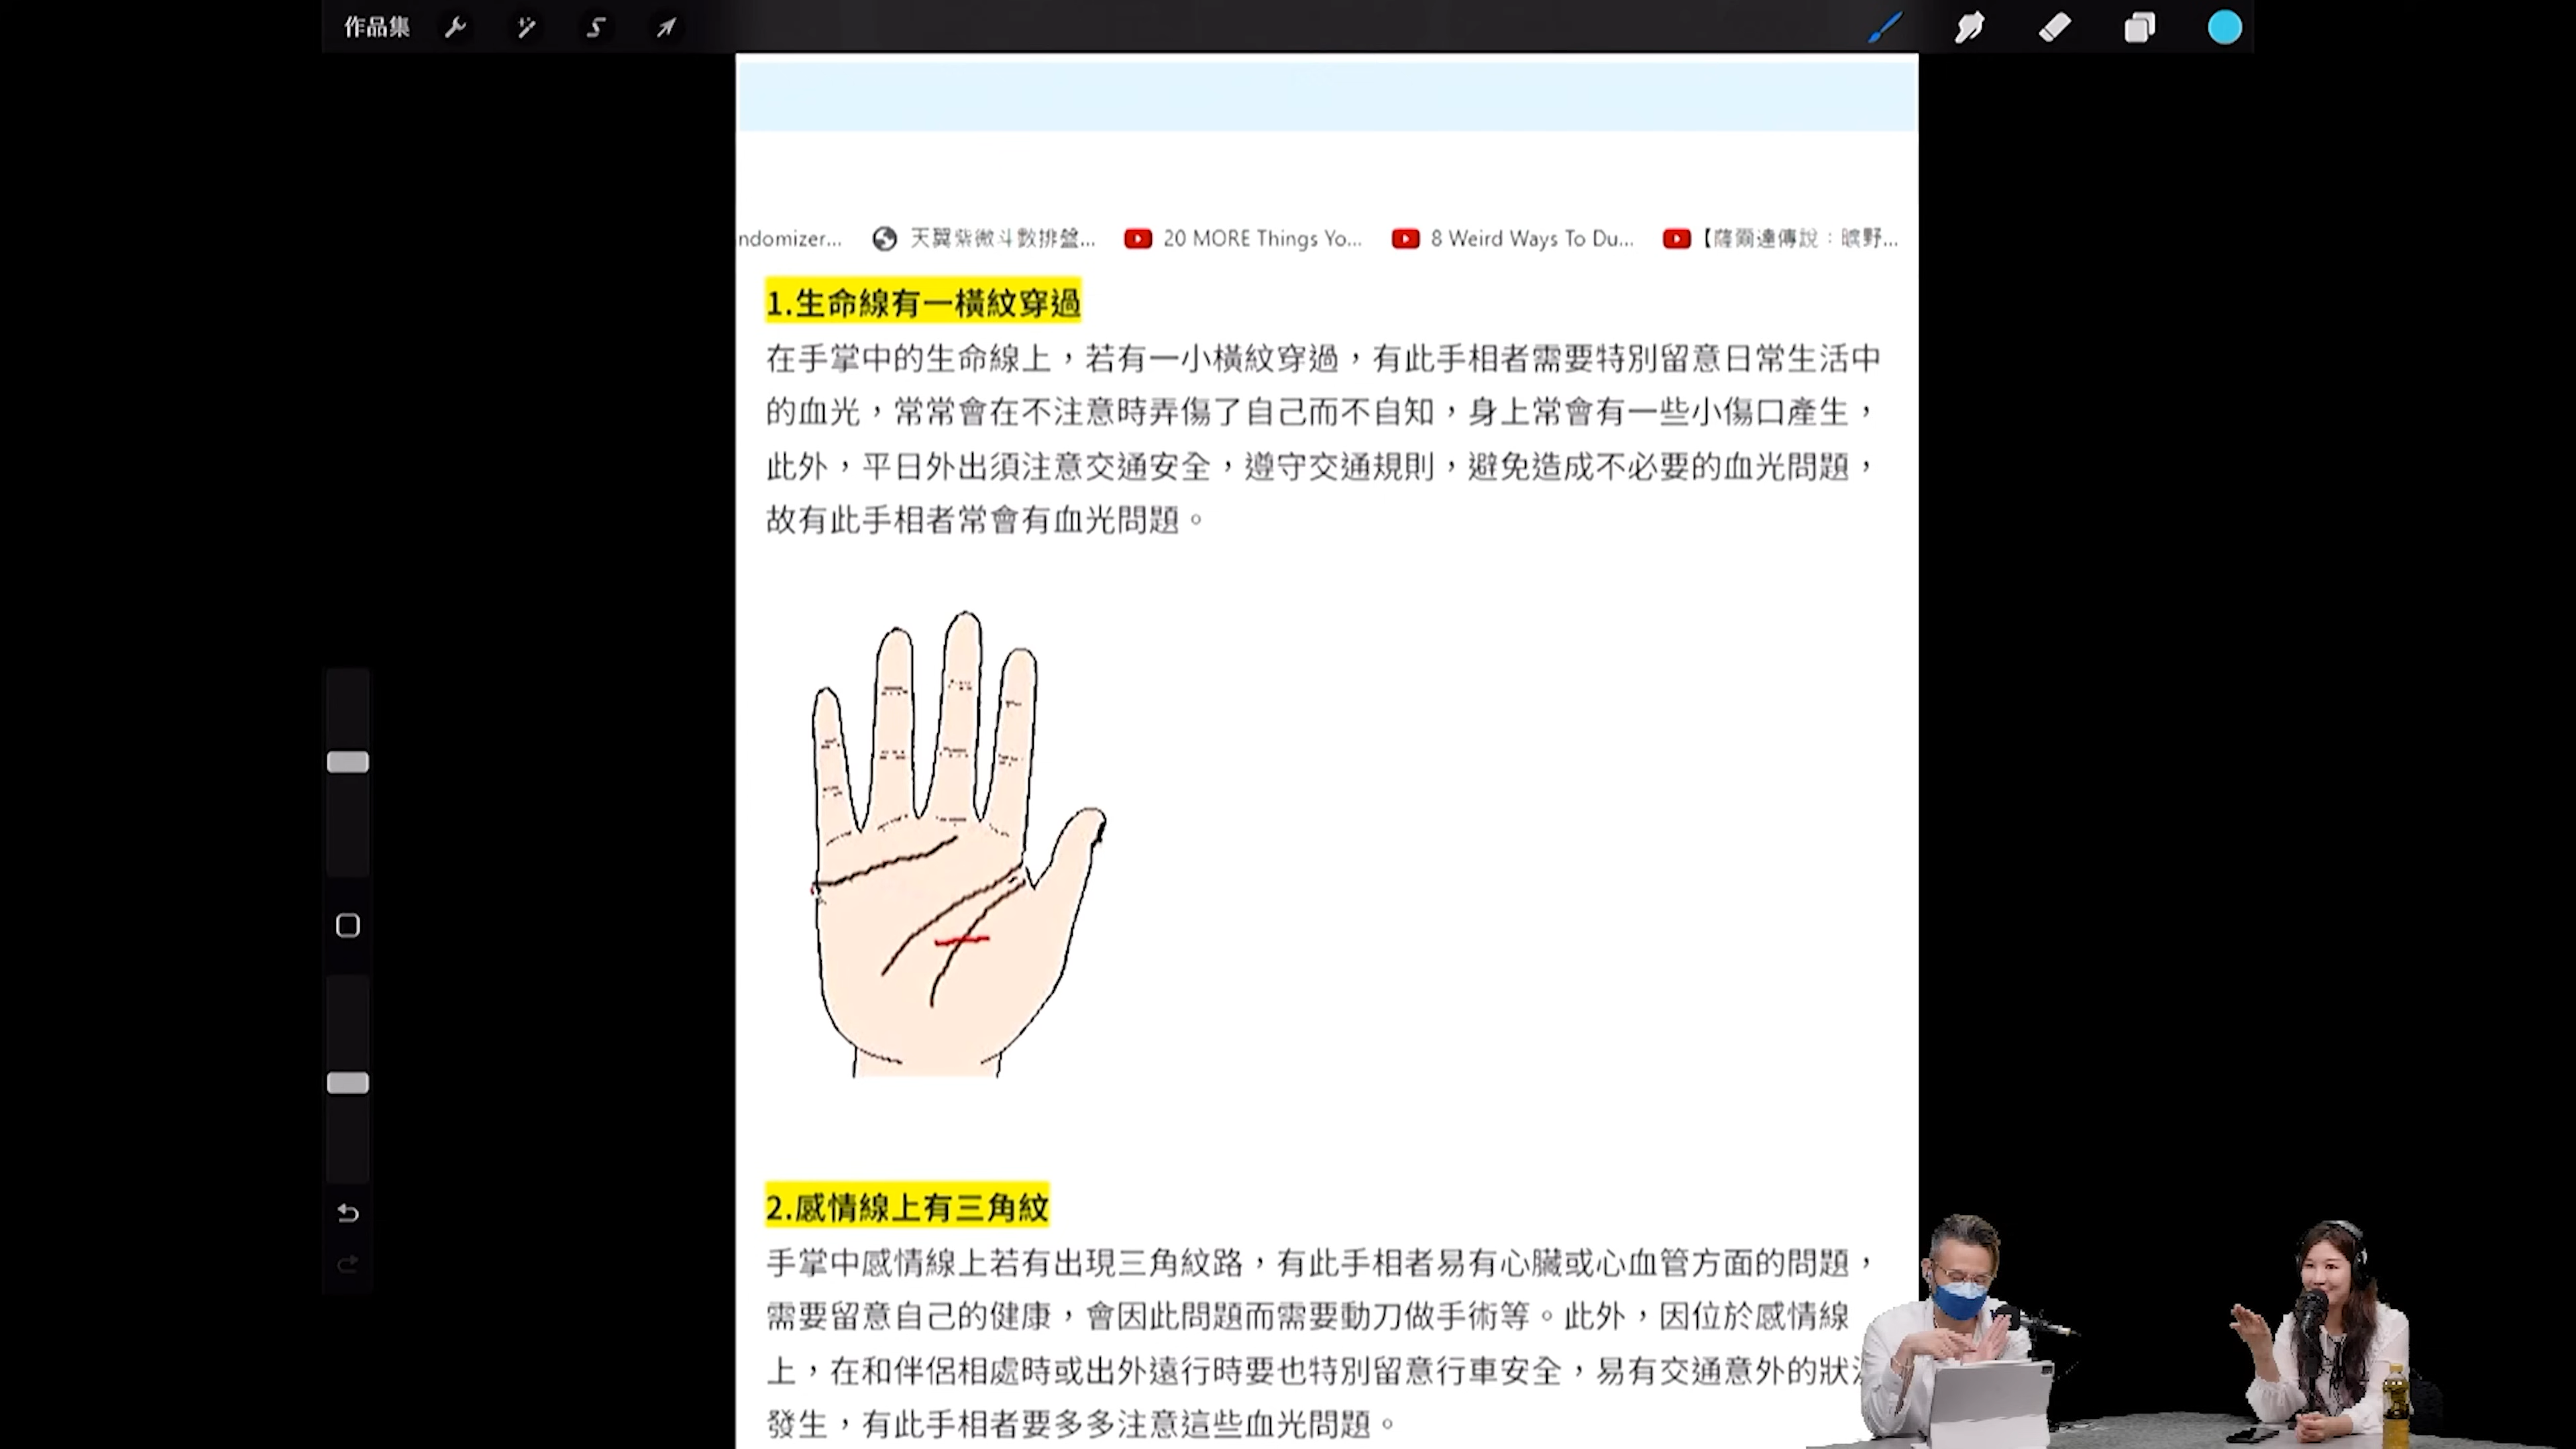 作品集
ndomizer...
天翼紫微斗數排盤...
20 MORE Things Yo...
8 Weird Ways To Du...
【薩爾達傳說：曠野...
1.生命線有一橫紋穿過
在手掌中的生命線上，若有一小橫紋穿過，有此手相者需要特別留意日常生活中
的血光，常常會在不注意時弄傷了自己而不自知，身上常會有一些小傷口產生，
此外，平日外出須注意交通安全，遵守交通規則，避免造成不必要的血光問題，
故有此手相者常會有血光問題。
2.感情線上有三角紋
手掌中感情線上若有出現三角紋路，有此手相者易有心臟或心血管方面的問題，
需要留意自己的健康，會因此問題而需要動刀做手術等。此外，因位於感情線
上，在和伴侶相處時或出外遠行時要也特別留意行車安全，易有交通意外的狀
發生，有此手相者要多多注意這些血光問題。